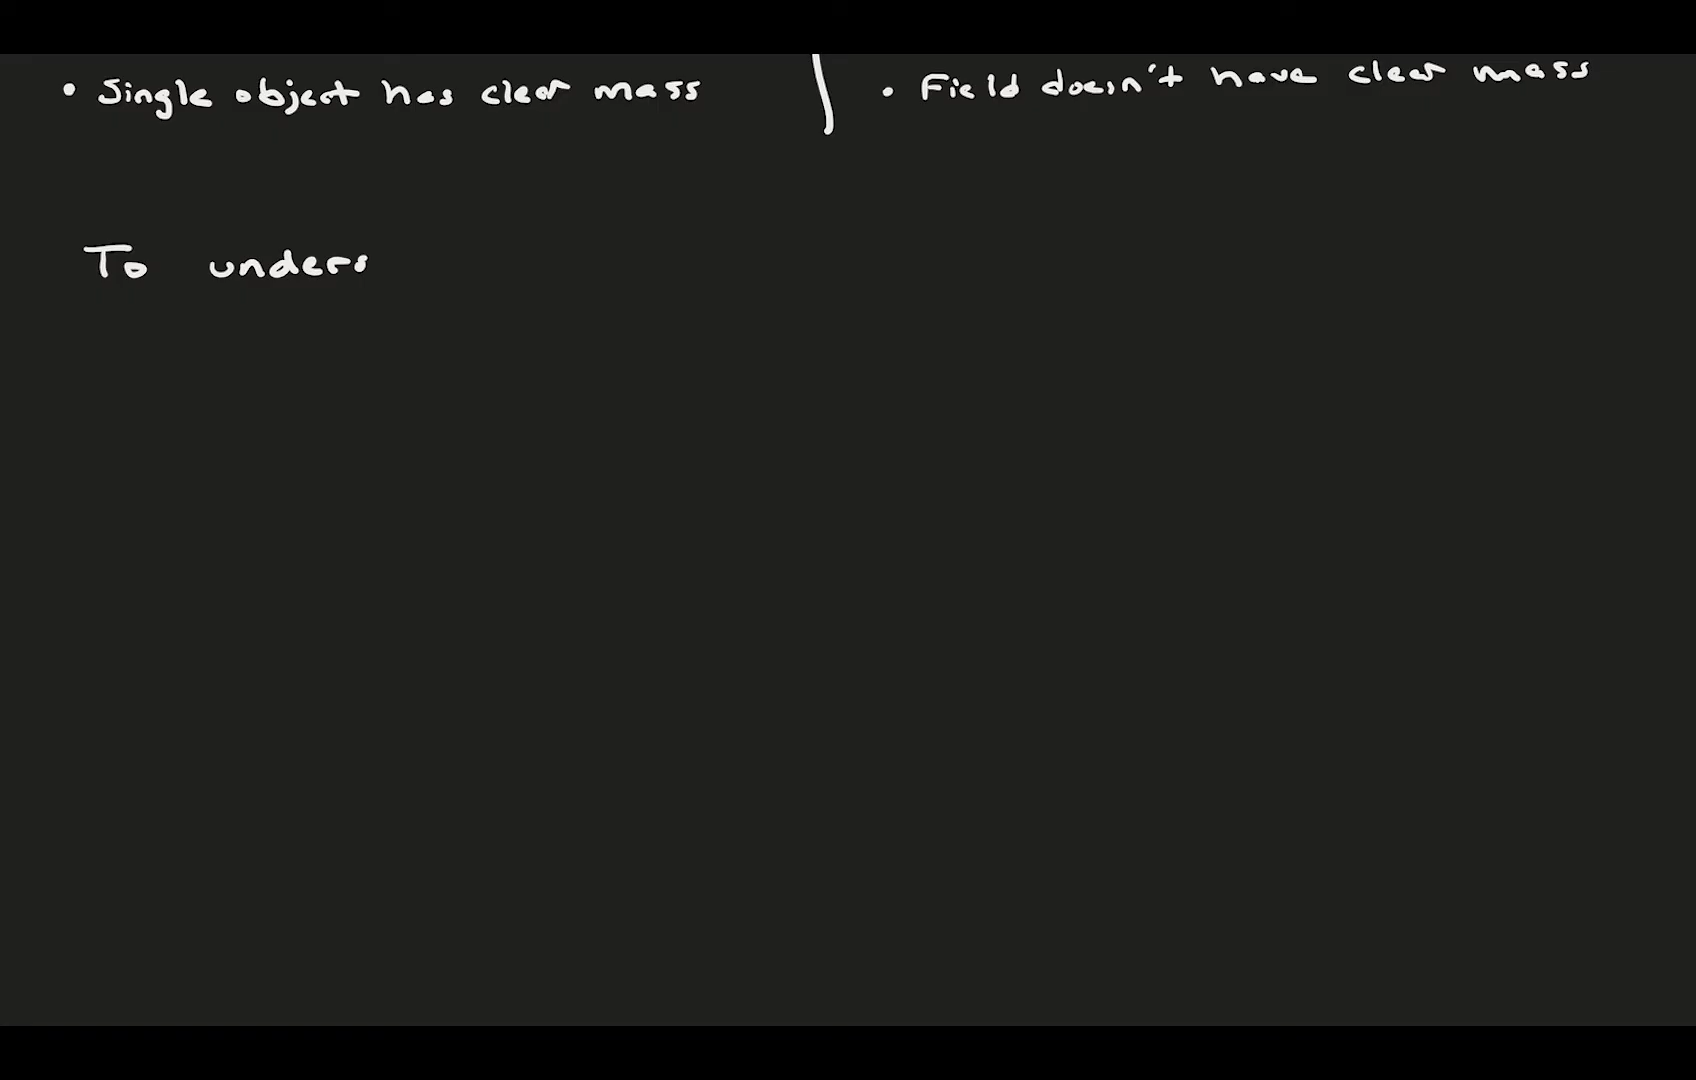 • Single object has clear mass
• Field doesn't have clear mass
To unders